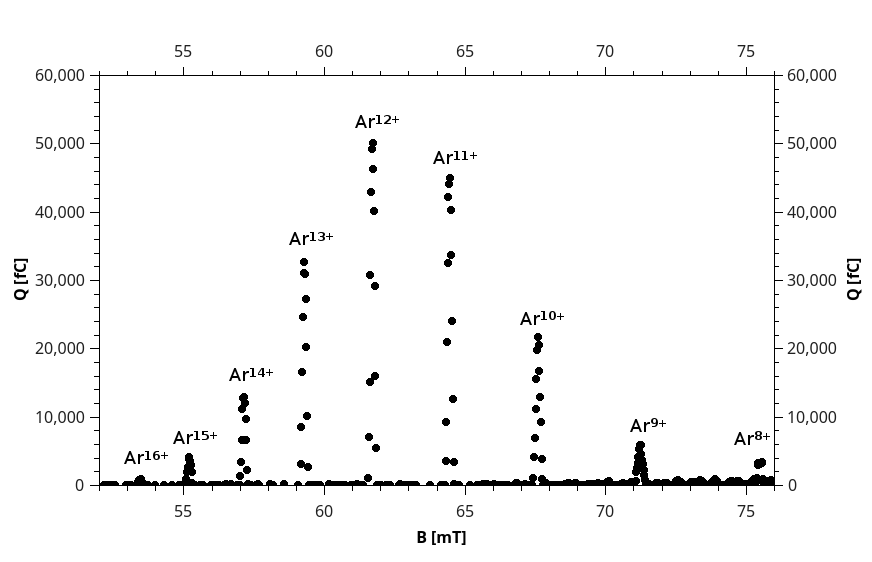 55 60 65 70 75
60,000 60,000
Ar12+
50,000 50,000
Ar11+
40,000 40,000
Ar13+
Q [fC] Q [fC]
30,000 30,000
Ar10+
20,000 20,000
Ar14+
10,000 10,000
Ar9+
Ar15+ Ar8+
Ar16+
0 0
55 60 65 70 75
B [mT]